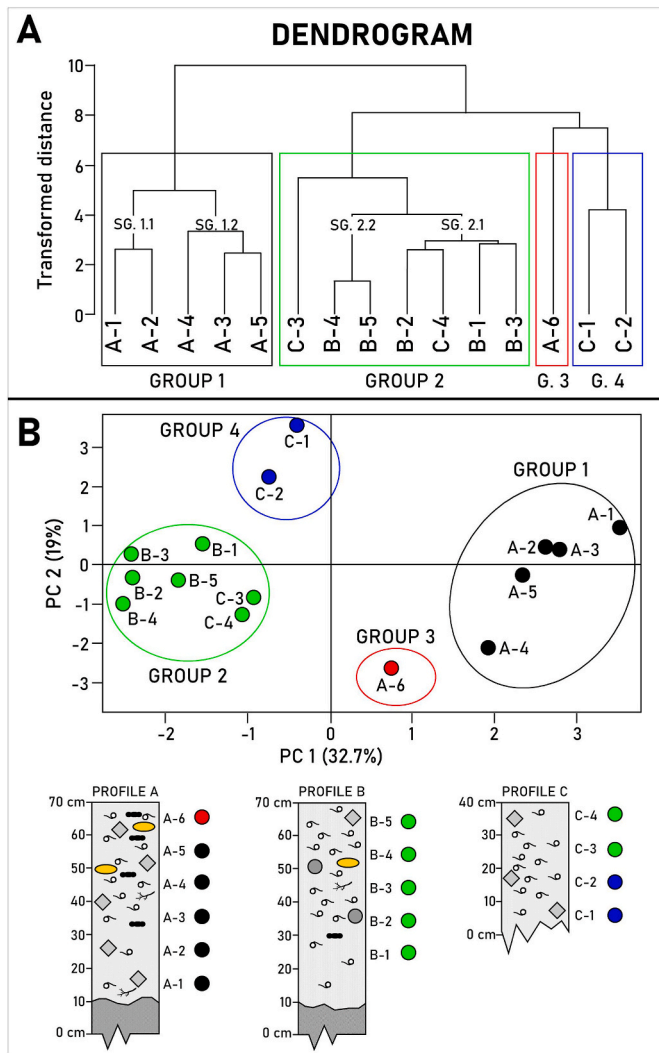 A
DENDROGRAM
Transformed distance
10
8
6
4
2
0
SG. 1.1
SG. 1.2
SG. 2.2
SG. 2.1
A-1
A-2
A-4
A-3
A-5
C-3
B-4
B-5
B-2
C-4
B-1
B-3
A-6
C-1
C-2
GROUP 1
GROUP 2
G. 3
G. 4
B
PC 2 (19%)
3
2
1
0
-1
-2
-3
GROUP 4
C-1
C-2
GROUP 1
A-1
A-2
A-3
A-5
A-4
B-3
B-1
B-2
B-5
B-4
C-3
C-4
GROUP 2
GROUP 3
A-6
-2
-1
0
1
2
3
PC 1 (32.7%)
PROFILE A
70 cm
60
50
40
30
20
10
0 cm
A-6
A-5
A-4
A-3
A-2
A-1
PROFILE B
70 cm
60
50
40
30
20
10
0 cm
B-5
B-4
B-3
B-2
B-1
PROFILE C
40 cm
30
20
10
0 cm
C-4
C-3
C-2
C-1